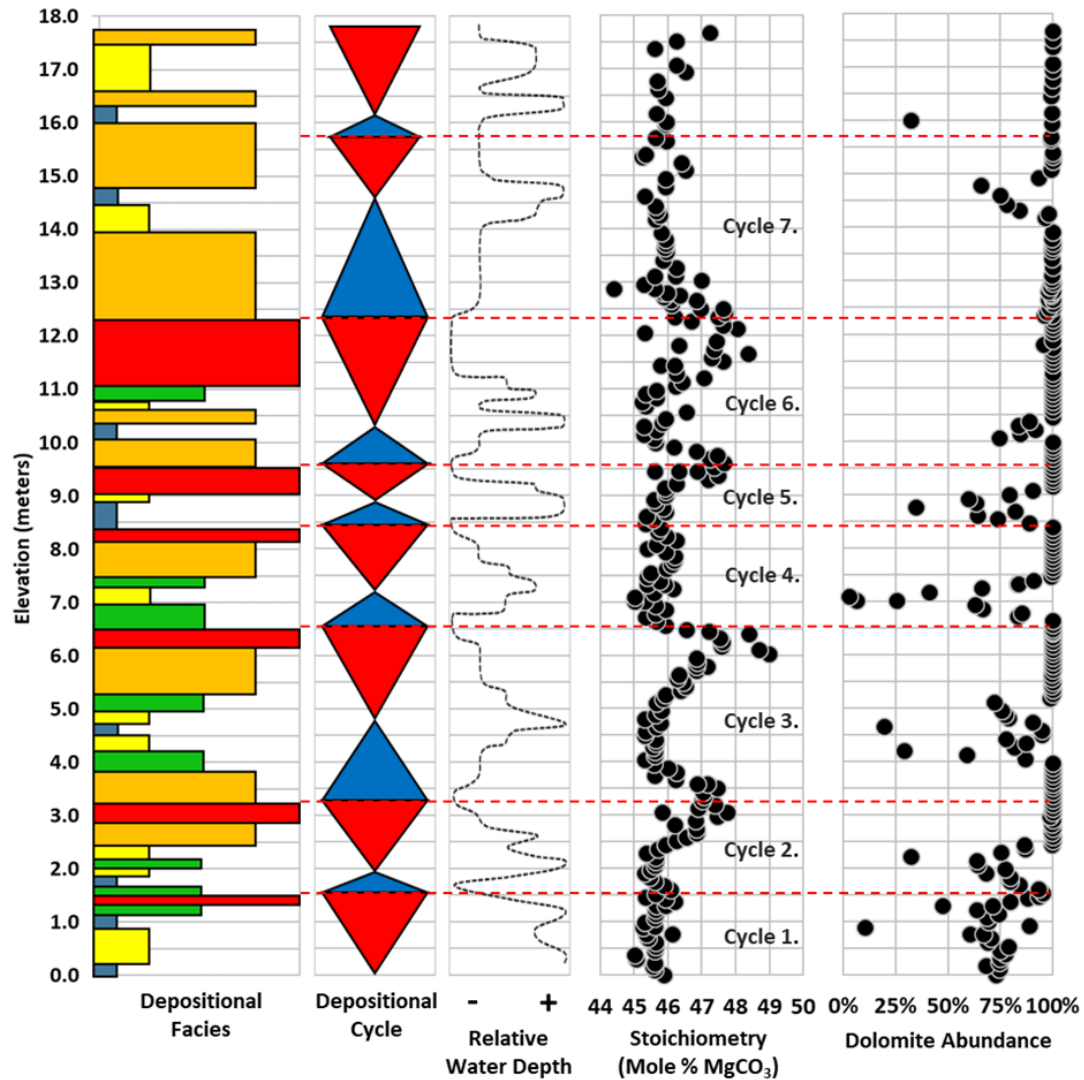 18.0
17.0
16.0
15.0
14.0
13.0
12.0
11.0
10.0
9.0
8.0
7.0
6.0
5.0
4.0
3.0
2.0
1.0
0.0
Elevation (meters)
Cycle 7.
Cycle 6.
Cycle 5.
Cycle 4.
Cycle 3.
Cycle 2.
Cycle 1.
Depositional
Facies
Depositional
Cycle
- +
Relative
Water Depth
44 45 46 47 48 49 50
Stoichiometry
(Mole % MgCO₃)
0% 25% 50% 75% 100%
Dolomite Abundance